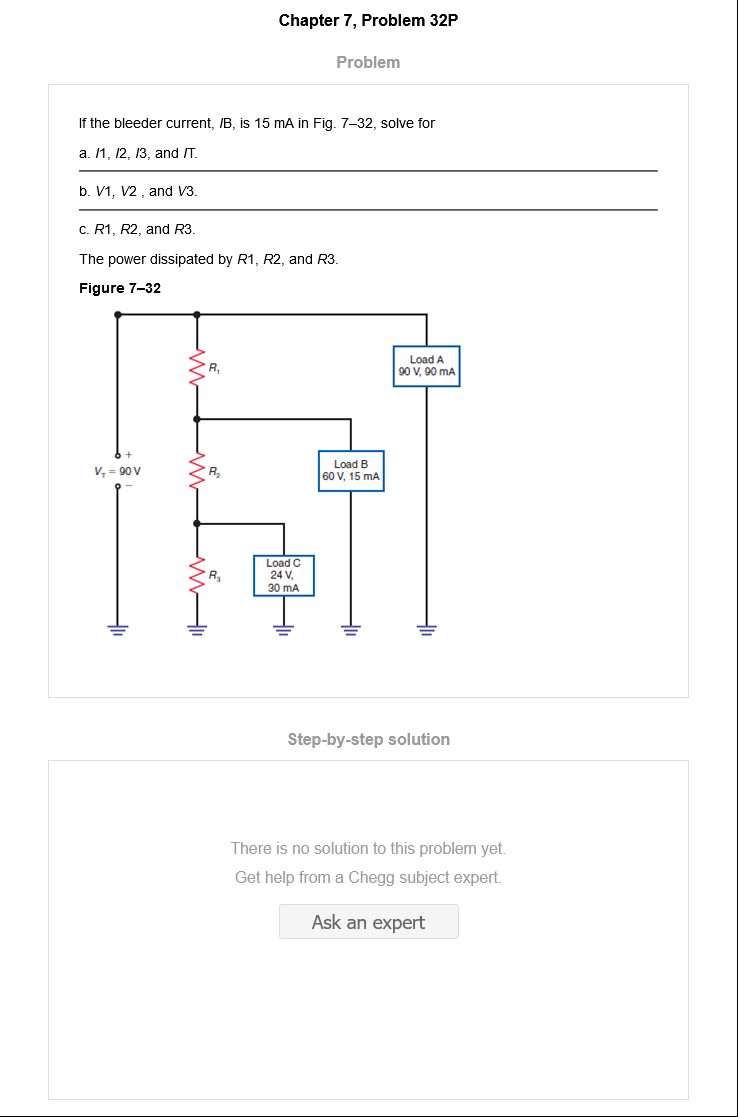 Chapter 7, Problem 32P
Problem
If the bleeder current, IB, is 15 mA in Fig. 7–32, solve for
a. I1, I2, I3, and IT.
b. V1, V2 , and V3.
c. R1, R2, and R3.
The power dissipated by R1, R2, and R3.
Figure 7–32
Load A
90 V, 90 mA
R₁
Load B
60 V, 15 mA
+
V_T = 90 V
−
R₂
Load C
24 V,
30 mA
R₃
Step-by-step solution
There is no solution to this problem yet.
Get help from a Chegg subject expert.
Ask an expert